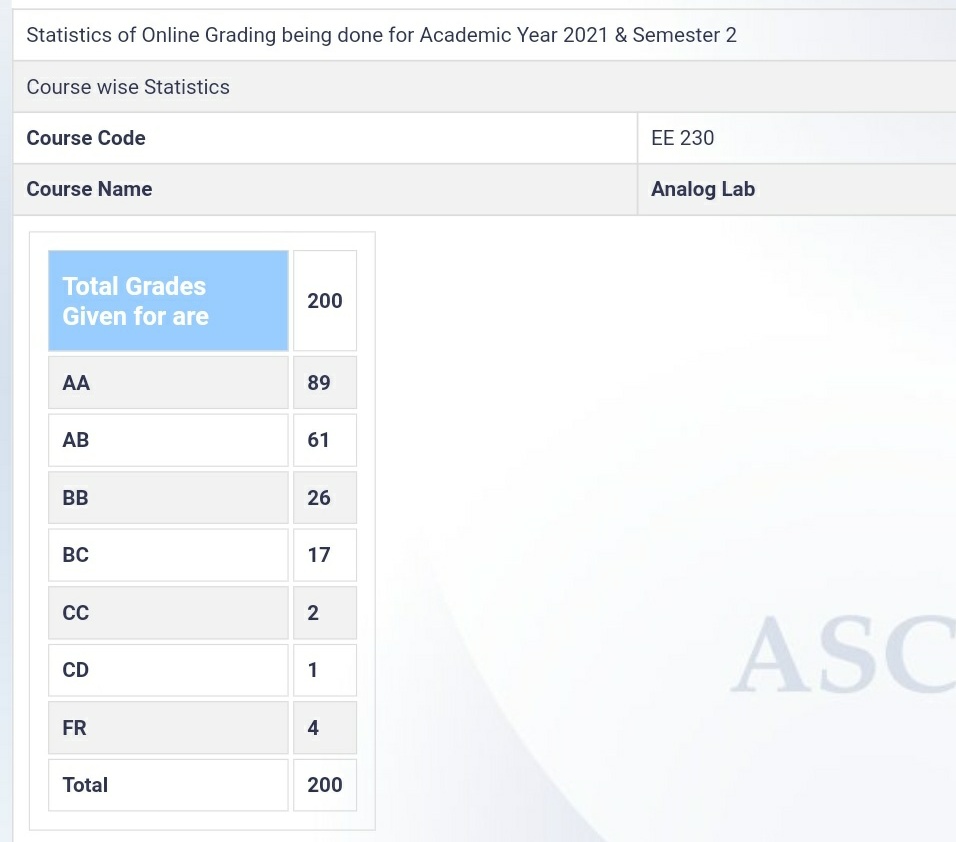 Statistics of Online Grading being done for Academic Year 2021 & Semester 2
Course wise Statistics
Course Code EE 230
Course Name Analog Lab
Total Grades
Given for are 200
AA 89
AB 61
BB 26
BC 17
CC 2
CD 1
FR 4
Total 200
ASC